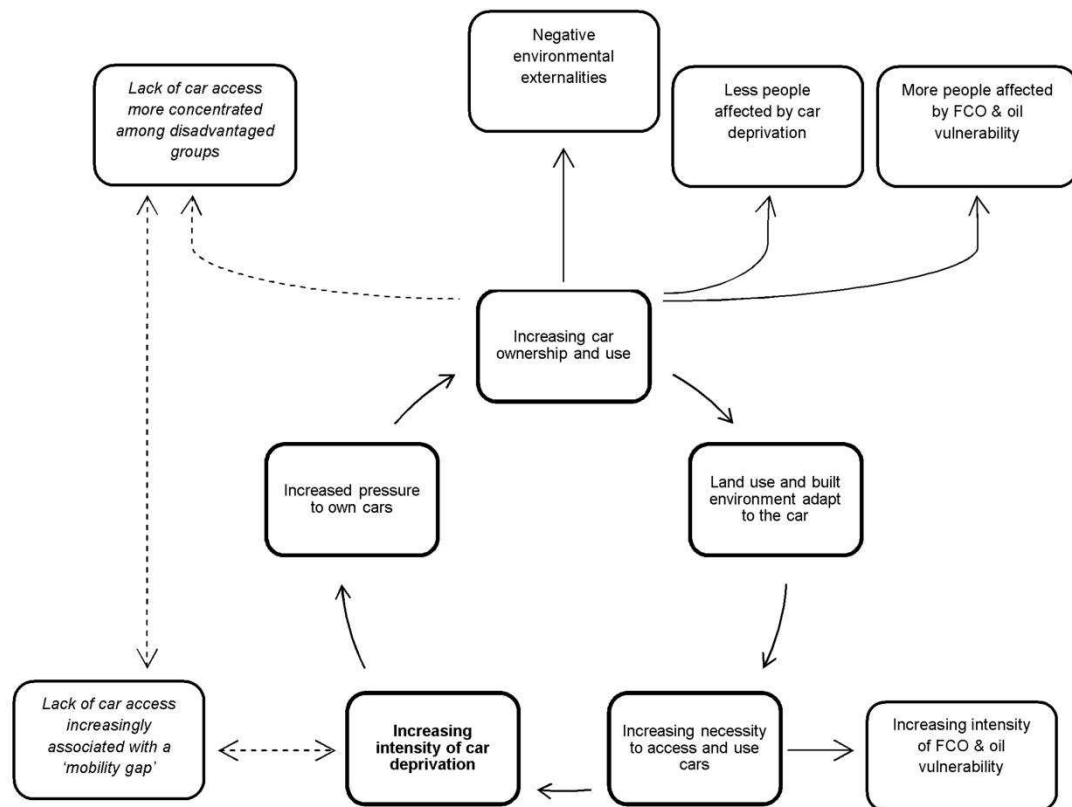 Negative
environmental
externalities
Lack of car access
more concentrated
among disadvantaged
groups
Less people
affected by car
deprivation
More people affected
by FCO & oil
vulnerability
Increasing car
ownership and use
Increased pressure
to own cars
Land use and built
environment adapt
to the car
Lack of car access
increasingly
associated with a
‘mobility gap’
Increasing
intensity of car
deprivation
Increasing necessity
to access and use
cars
Increasing intensity
of FCO & oil
vulnerability